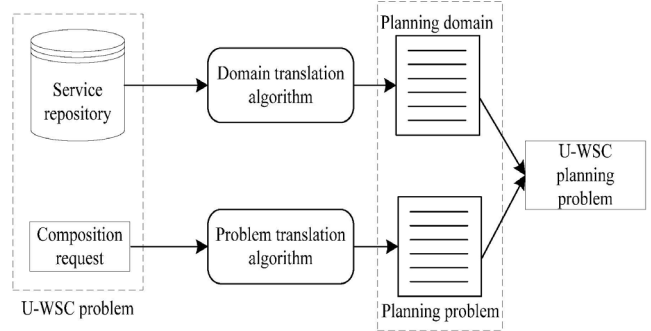 Planning domain
Service
repository
Domain translation
algorithm
U-WSC
planning
problem
Composition
request
Problem translation
algorithm
U-WSC problem
Planning problem